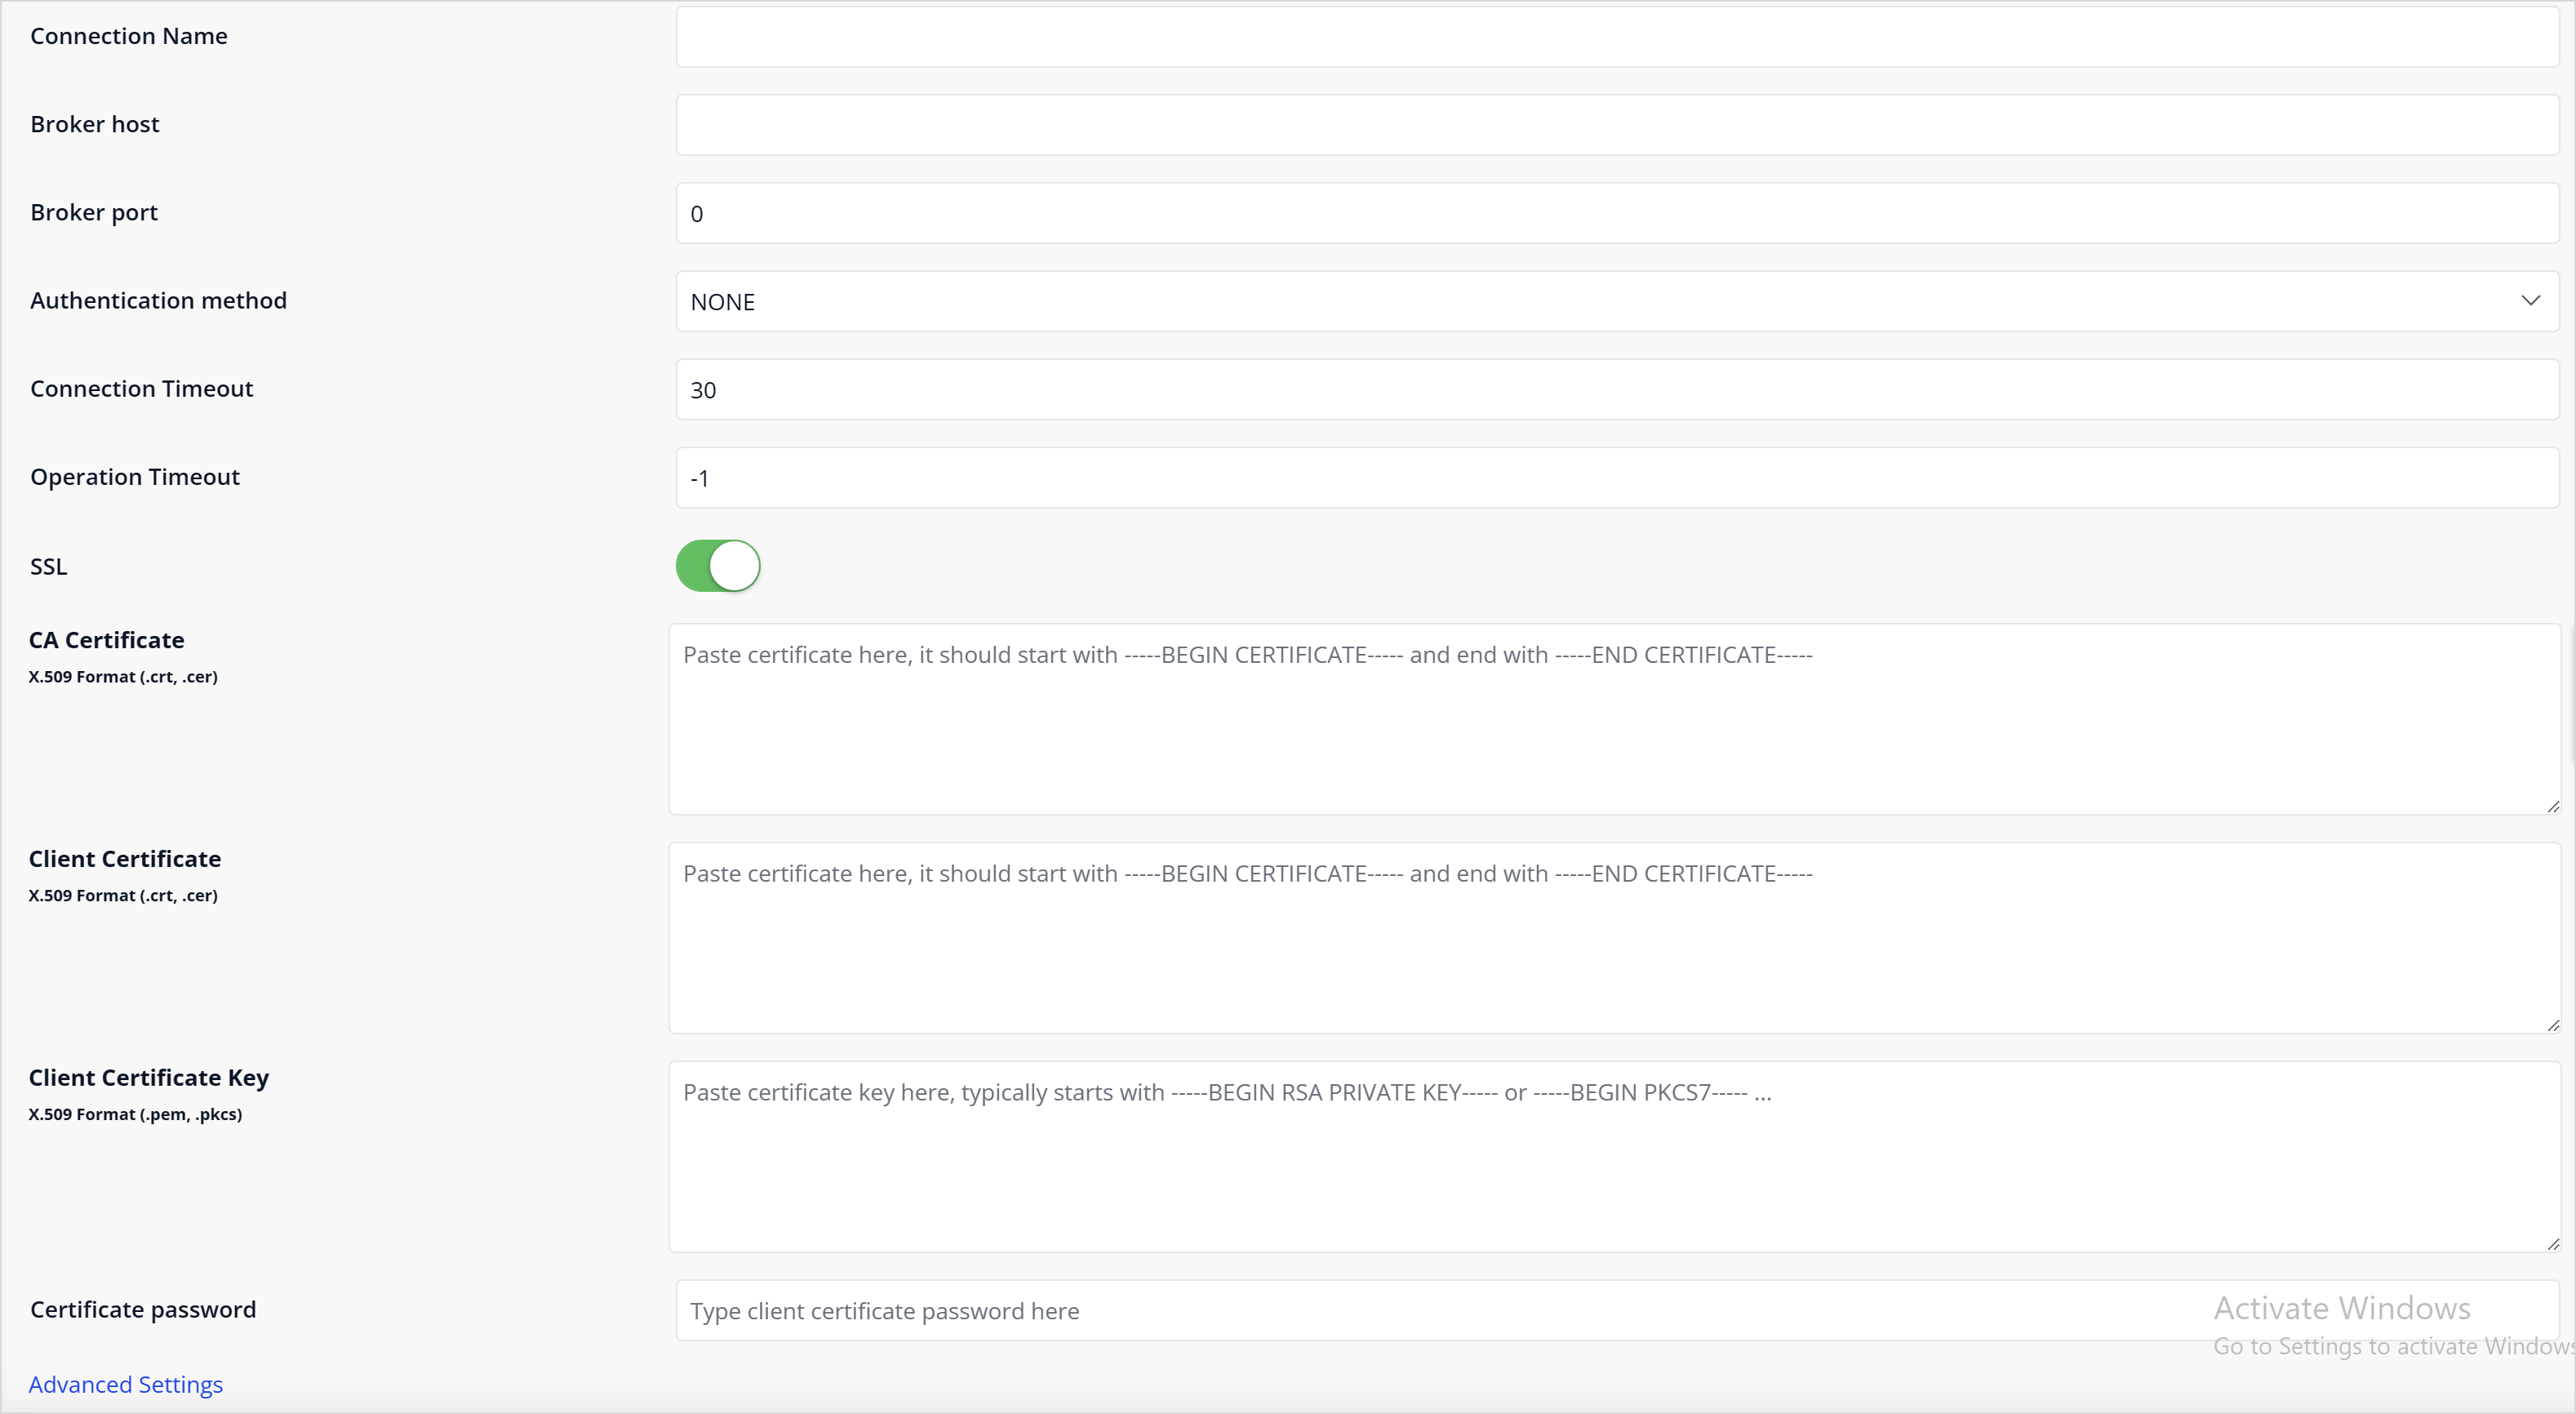 Connection Name
Broker host
Broker port
0
Authentication method
NONE
Connection Timeout
30
Operation Timeout
-1
SSL
CA Certificate
X.509 Format (.crt, .cer)
Paste certificate here, it should start with -----BEGIN CERTIFICATE----- and end with -----END CERTIFICATE-----
Client Certificate
X.509 Format (.crt, .cer)
Paste certificate here, it should start with -----BEGIN CERTIFICATE----- and end with -----END CERTIFICATE-----
Client Certificate Key
X.509 Format (.pem, .pkcs)
Paste certificate key here, typically starts with -----BEGIN RSA PRIVATE KEY----- or -----BEGIN PKCS7----- ...
Certificate password
Type client certificate password here
Activate Windows
Go to Settings to activate Windows
Advanced Settings